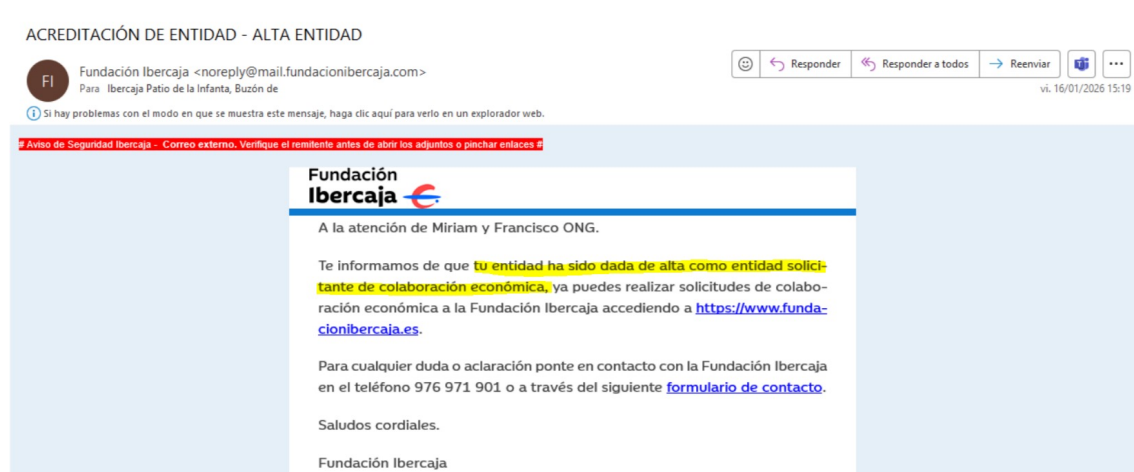 ACREDITACIÓN DE ENTIDAD - ALTA ENTIDAD
FI
Fundación Ibercaja <noreply@mail.fundacionibercaja.com>
Para Ibercaja Patio de la Infanta, Buzón de
Responder
Responder a todos
Reenviar
vi. 16/01/2026 15:19
Si hay problemas con el modo en que se muestra este mensaje, haga clic aquí para verlo en un explorador web.
# Aviso de Seguridad Ibercaja - Correo externo. Verifique el remitente antes de abrir los adjuntos o pinchar enlaces #
Fundación
Ibercaja
A la atención de Miriam y Francisco ONG.
Te informamos de que tu entidad ha sido dada de alta como entidad solici-
tante de colaboración económica, ya puedes realizar solicitudes de colabo-
ración económica a la Fundación Ibercaja accediendo a https://www.funda-
cionibercaja.es.
Para cualquier duda o aclaración ponte en contacto con la Fundación Ibercaja
en el teléfono 976 971 901 o a través del siguiente formulario de contacto.
Saludos cordiales.
Fundación Ibercaja